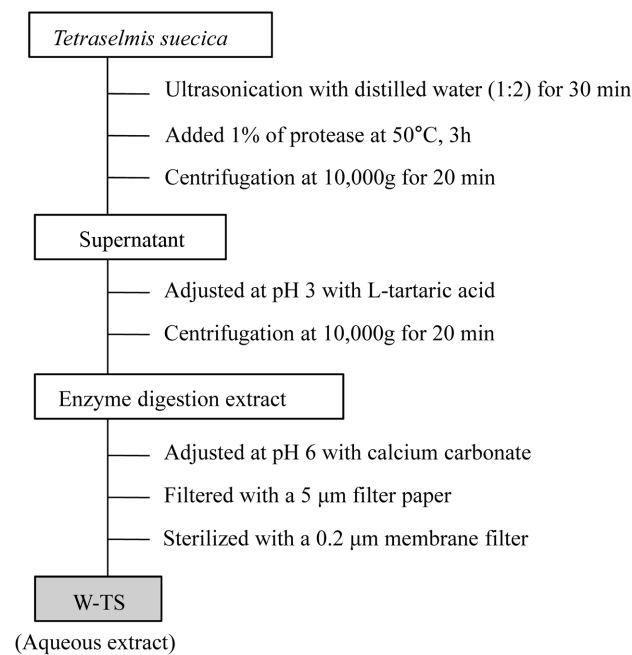 Tetraselmis suecica
Ultrasonication with distilled water (1:2) for 30 min
Added 1% of protease at 50°C, 3h
Centrifugation at 10,000g for 20 min
Supernatant
Adjusted at pH 3 with L-tartaric acid
Centrifugation at 10,000g for 20 min
Enzyme digestion extract
Adjusted at pH 6 with calcium carbonate
Filtered with a 5 μm filter paper
Sterilized with a 0.2 μm membrane filter
W-TS
(Aqueous extract)